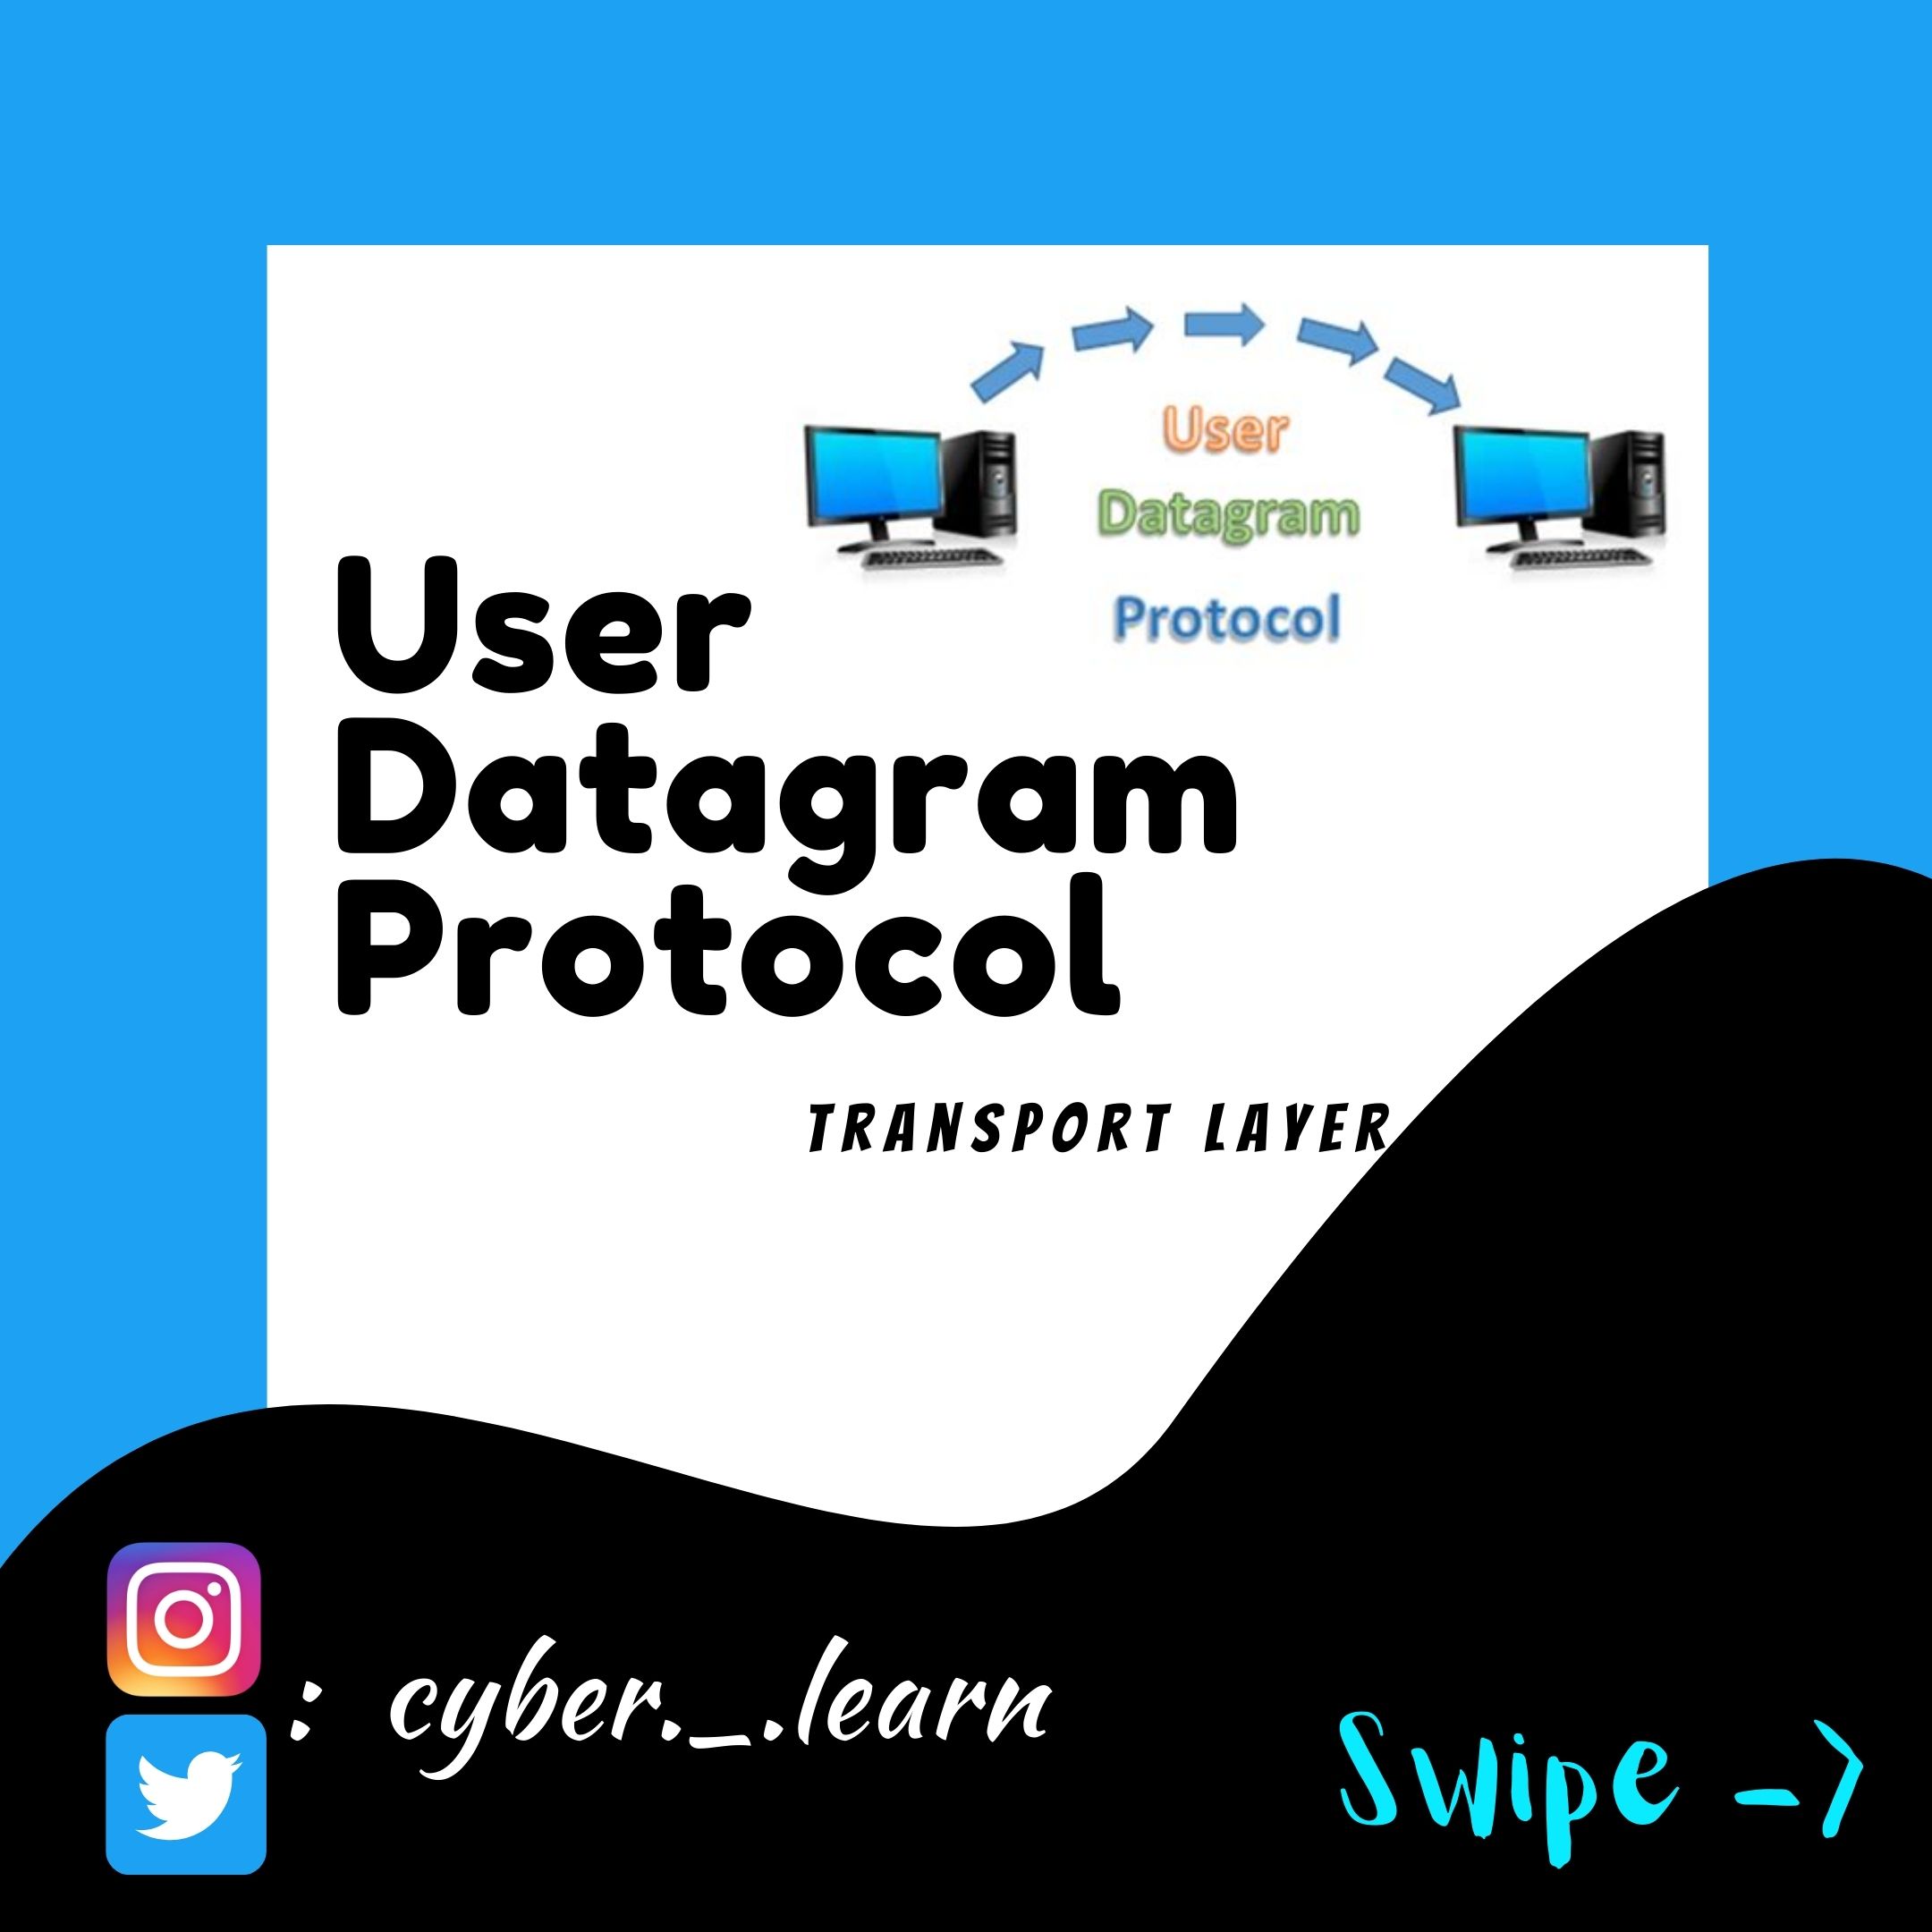 User
Datagram
Protocol
User
Datagram
Protocol
TRANSPORT LAYER
: cyber._.learn
Swipe ->